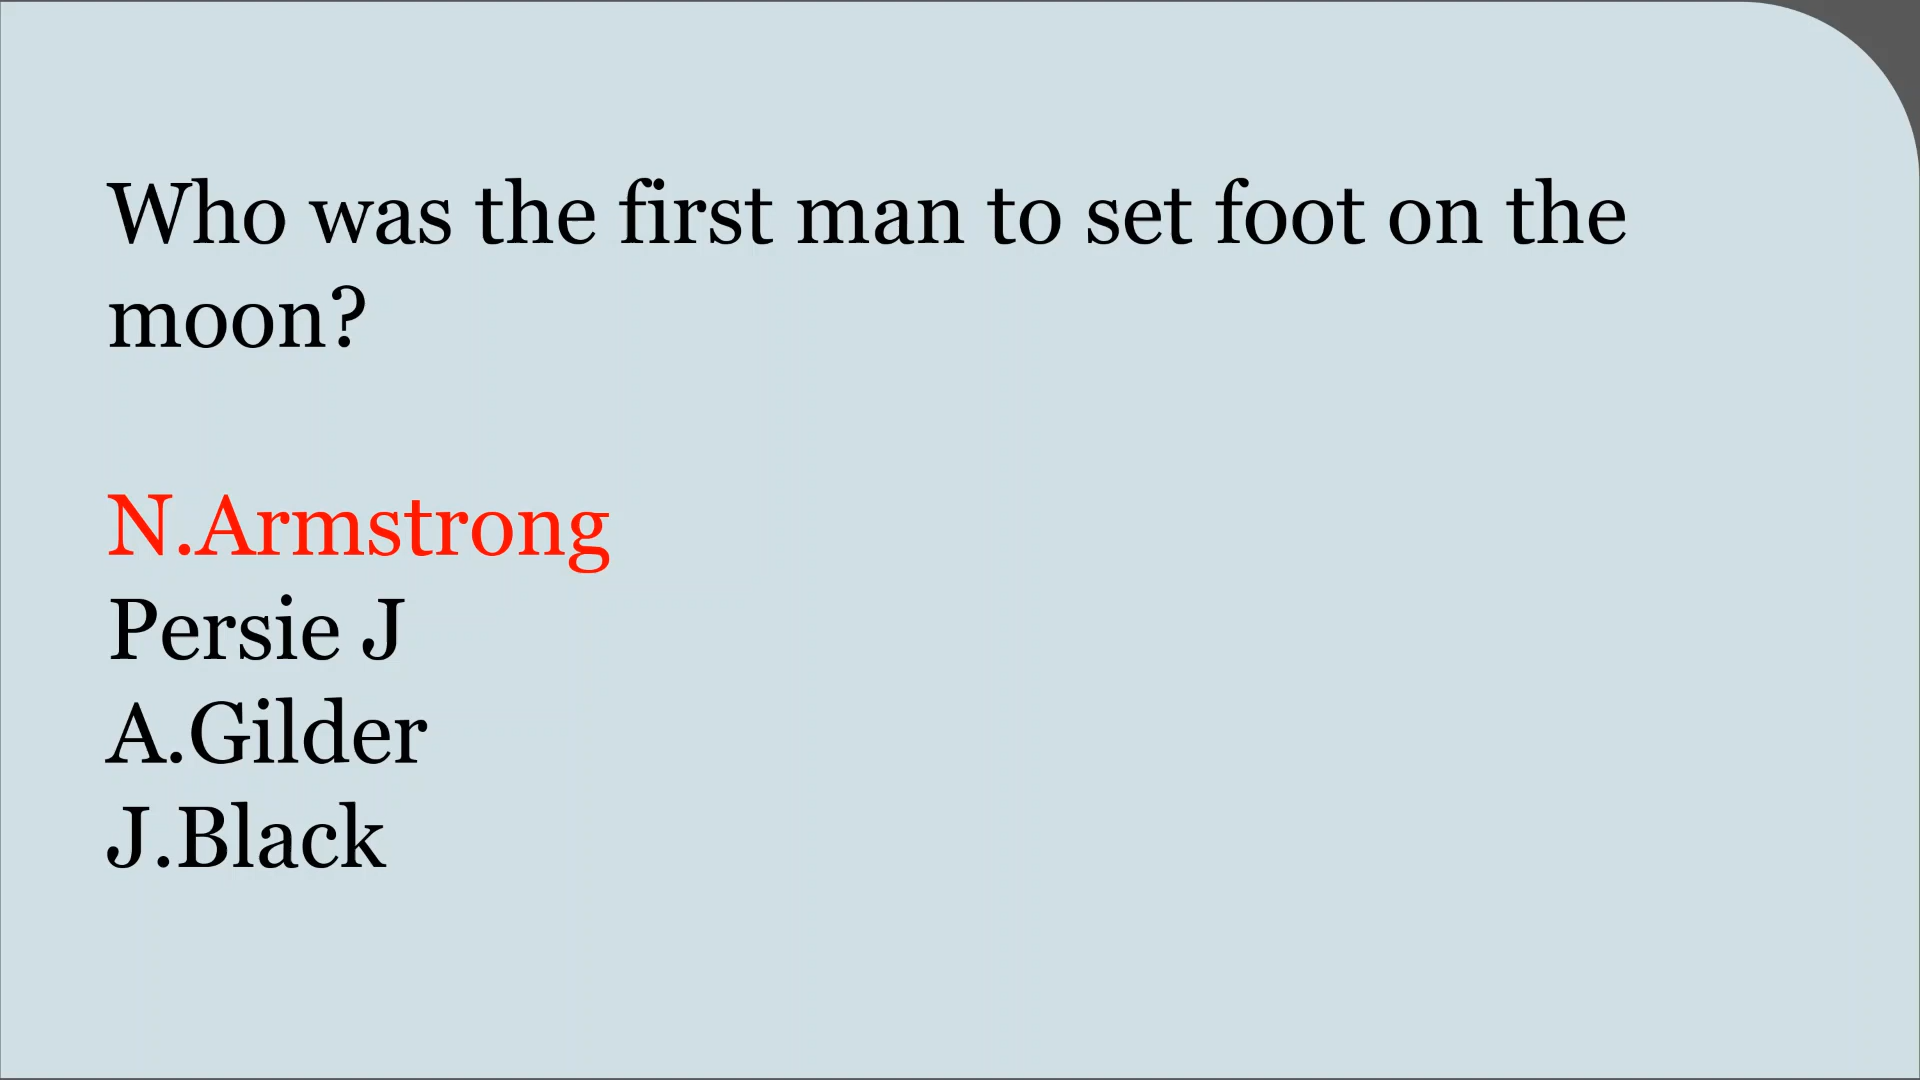 Who was the first man to set foot on the
moon?
N.Armstrong
Persie J
A.Gilder
J.Black